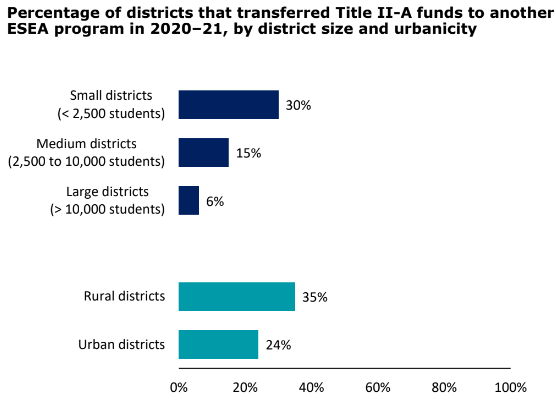 Percentage of districts that transferred Title II-A funds to another
ESEA program in 2020–21, by district size and urbanicity
Small districts
(< 2,500 students)
30%
Medium districts
(2,500 to 10,000 students)
15%
Large districts
(> 10,000 students)
6%
Rural districts
35%
Urban districts
24%
0% 20% 40% 60% 80% 100%